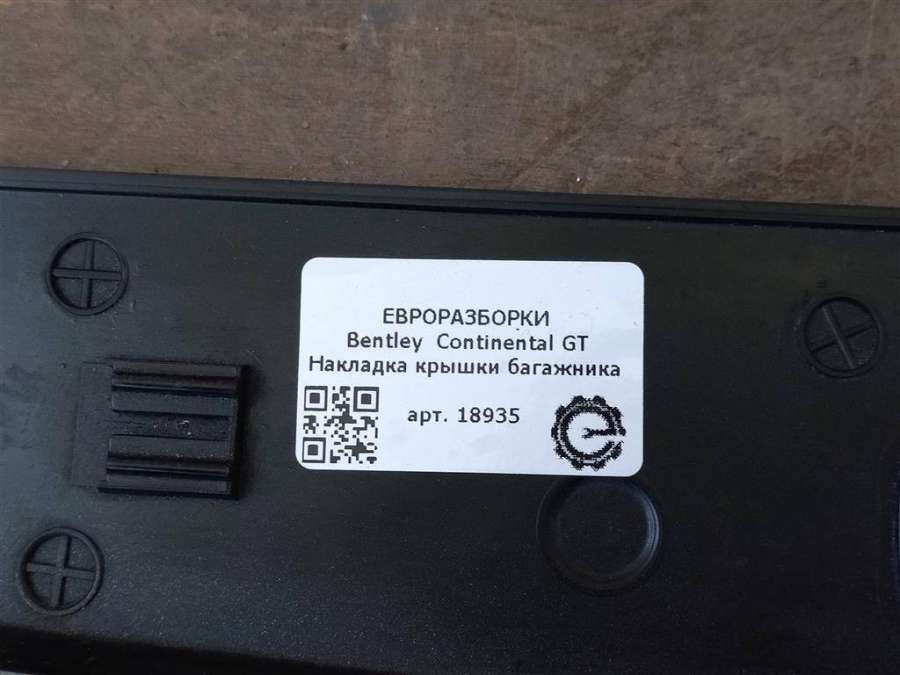 ЕВРОРАЗБОРКИ
Bentley Continental GT
Накладка крышки багажника
арт. 18935